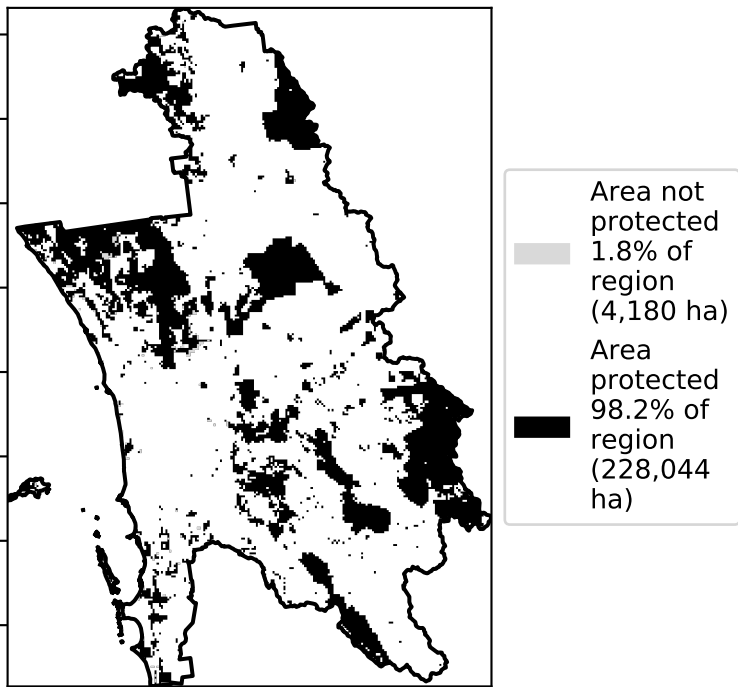 Area not
protected
1.8% of
region
(4,180 ha)
Area
protected
98.2% of
region
(228,044
ha)